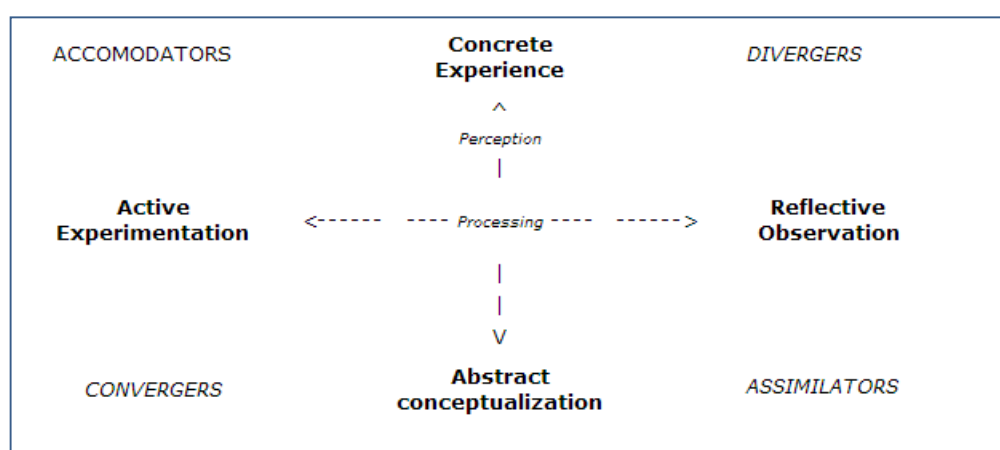 ACCOMODATORS
Concrete
Experience
DIVERGERS
^
Perception
|
Active
Experimentation
<------ ---- Processing ---- ------>
Reflective
Observation
|
|
V
CONVERGERS
Abstract
conceptualization
ASSIMILATORS